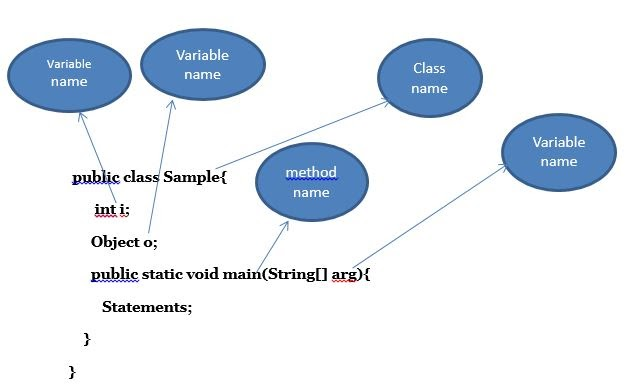 Variable
name
Variable
name
Class
name
Variable
name
method
name
public class Sample{
int i;
Object o;
public static void main(String[] arg){
Statements;
}
}